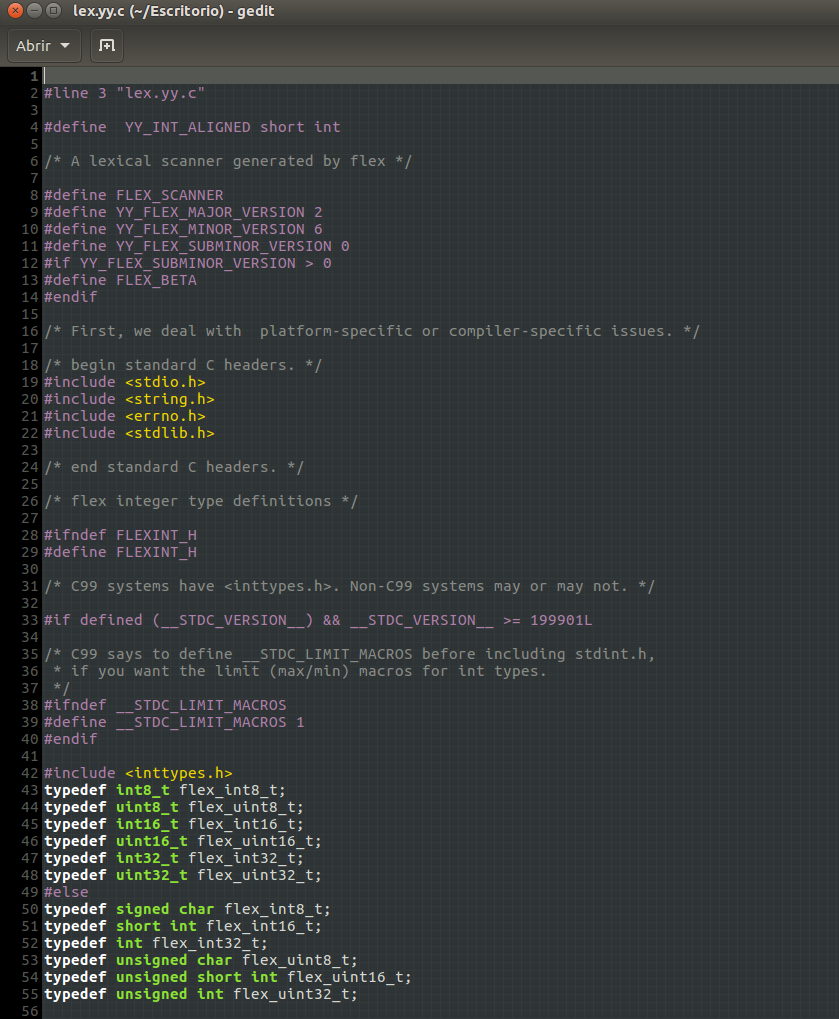 lex.yy.c (~/Escritorio) - gedit
Abrir
1
2 #line 3 "lex.yy.c"
3
4 #define  YY_INT_ALIGNED short int
5
6 /* A lexical scanner generated by flex */
7
8 #define FLEX_SCANNER
9 #define YY_FLEX_MAJOR_VERSION 2
10 #define YY_FLEX_MINOR_VERSION 6
11 #define YY_FLEX_SUBMINOR_VERSION 0
12 #if YY_FLEX_SUBMINOR_VERSION > 0
13 #define FLEX_BETA
14 #endif
15
16 /* First, we deal with  platform-specific or compiler-specific issues. */
17
18 /* begin standard C headers. */
19 #include <stdio.h>
20 #include <string.h>
21 #include <errno.h>
22 #include <stdlib.h>
23
24 /* end standard C headers. */
25
26 /* flex integer type definitions */
27
28 #ifndef FLEXINT_H
29 #define FLEXINT_H
30
31 /* C99 systems have <inttypes.h>. Non-C99 systems may or may not. */
32
33 #if defined (__STDC_VERSION__) && __STDC_VERSION__ >= 199901L
34
35 /* C99 says to define __STDC_LIMIT_MACROS before including stdint.h,
36  * if you want the limit (max/min) macros for int types.
37  */
38 #ifndef __STDC_LIMIT_MACROS
39 #define __STDC_LIMIT_MACROS 1
40 #endif
41
42 #include <inttypes.h>
43 typedef int8_t flex_int8_t;
44 typedef uint8_t flex_uint8_t;
45 typedef int16_t flex_int16_t;
46 typedef uint16_t flex_uint16_t;
47 typedef int32_t flex_int32_t;
48 typedef uint32_t flex_uint32_t;
49 #else
50 typedef signed char flex_int8_t;
51 typedef short int flex_int16_t;
52 typedef int flex_int32_t;
53 typedef unsigned char flex_uint8_t;
54 typedef unsigned short int flex_uint16_t;
55 typedef unsigned int flex_uint32_t;
56